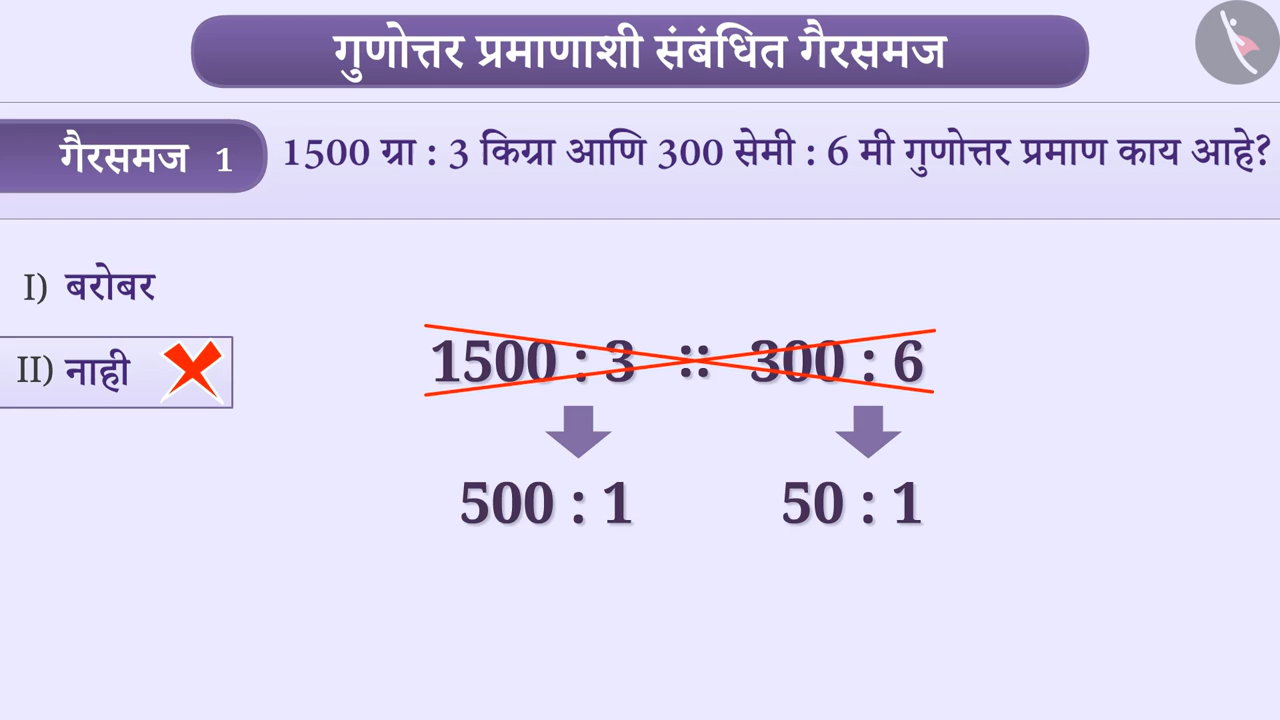 गुणोत्तर प्रमाणाशी संबंधित गैरसमज
गैरसमज 1
1500 ग्रा : 3 किग्रा आणि 300 सेमी : 6 मी गुणोत्तर प्रमाण काय आहे?
I) बरोबर
II) नाही
1500 : 3 :: 300 : 6
500 : 1 50 : 1